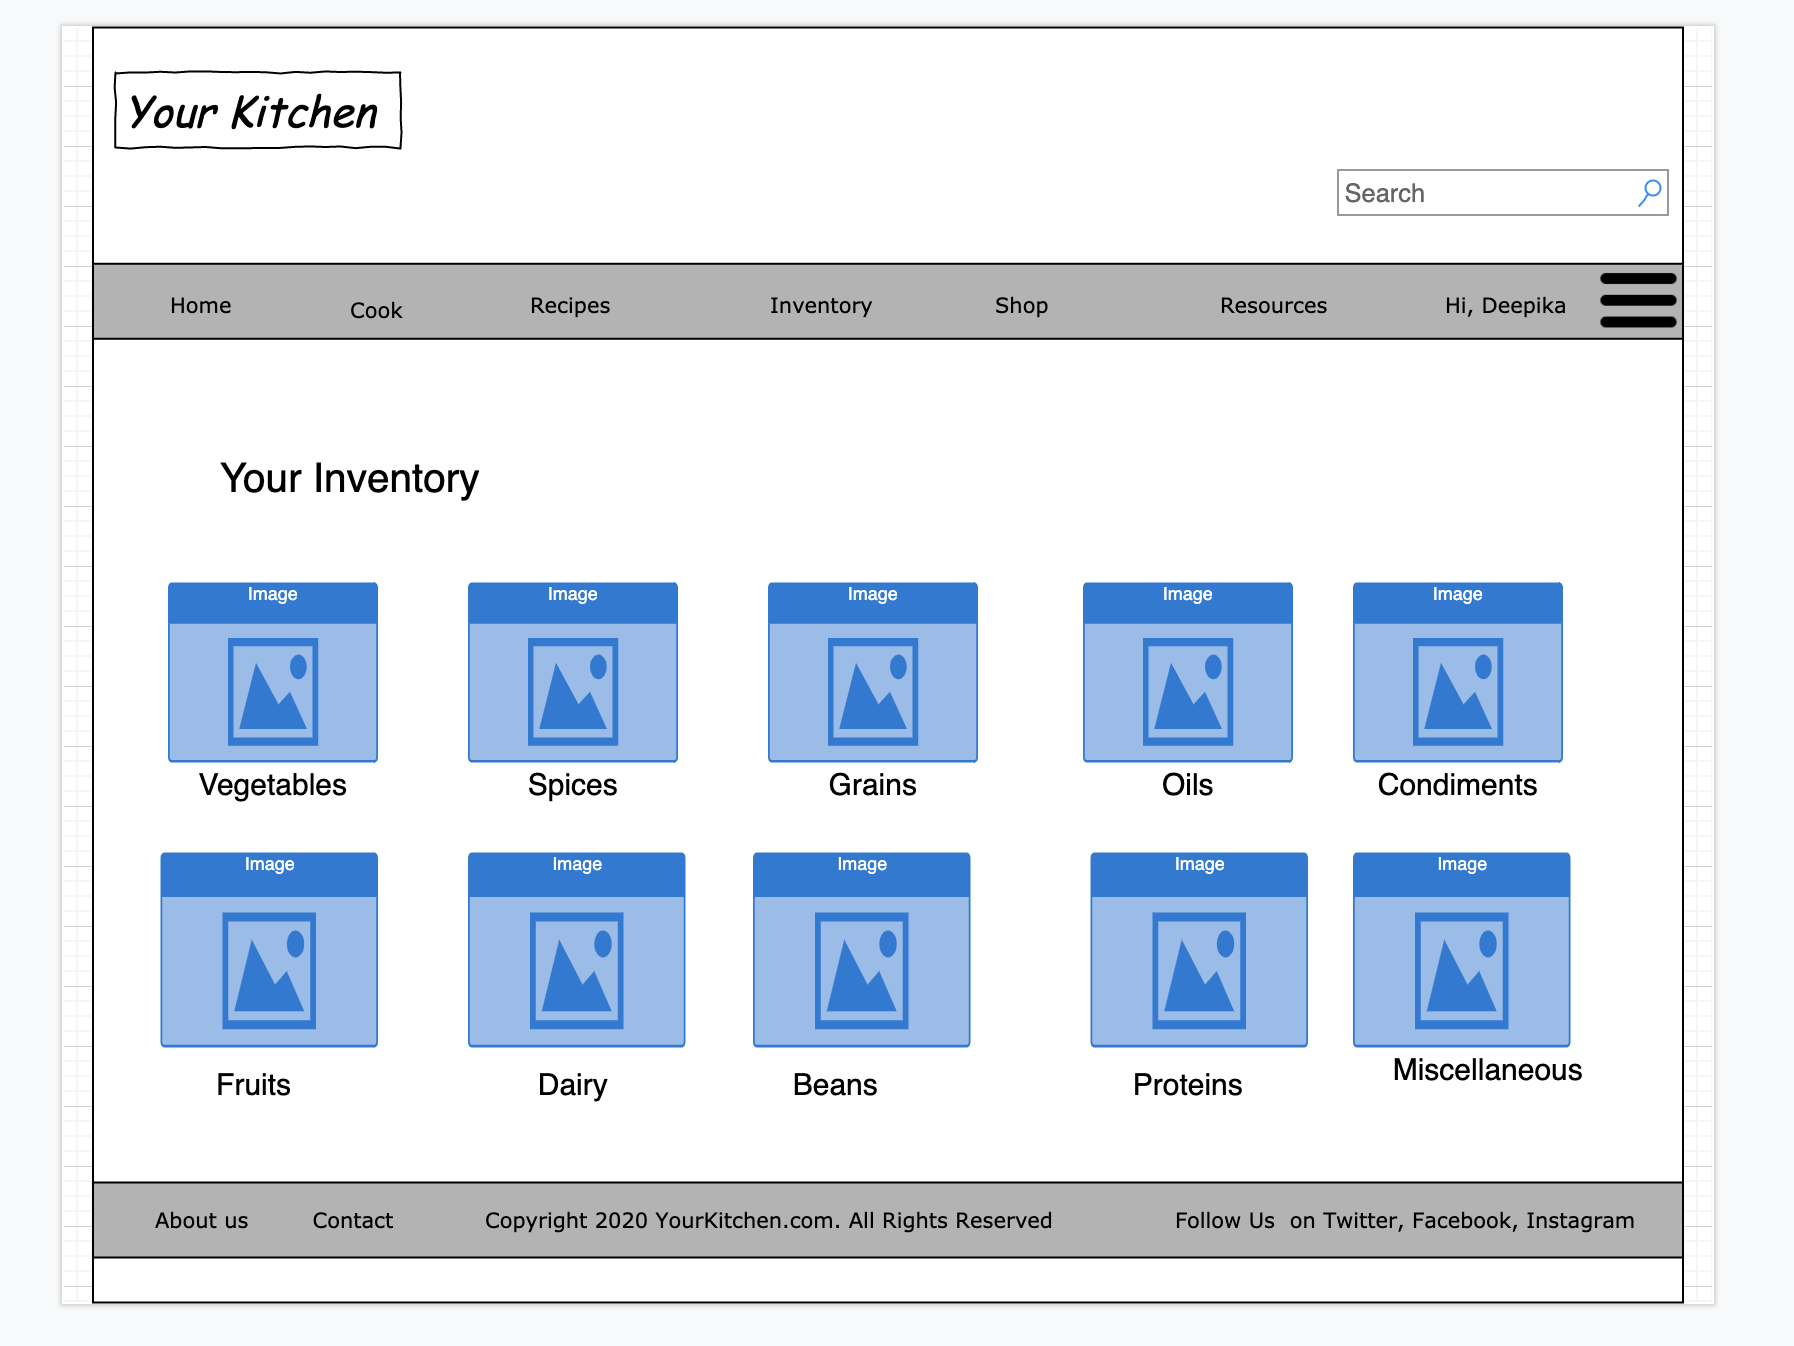 Your Kitchen
Search
Home Cook Recipes Inventory Shop Resources Hi, Deepika
Your Inventory
Image Image Image Image Image
Vegetables Spices Grains Oils Condiments
Image Image Image Image Image
Fruits Dairy Beans Proteins Miscellaneous
About us Contact Copyright 2020 YourKitchen.com. All Rights Reserved Follow Us  on Twitter, Facebook, Instagram